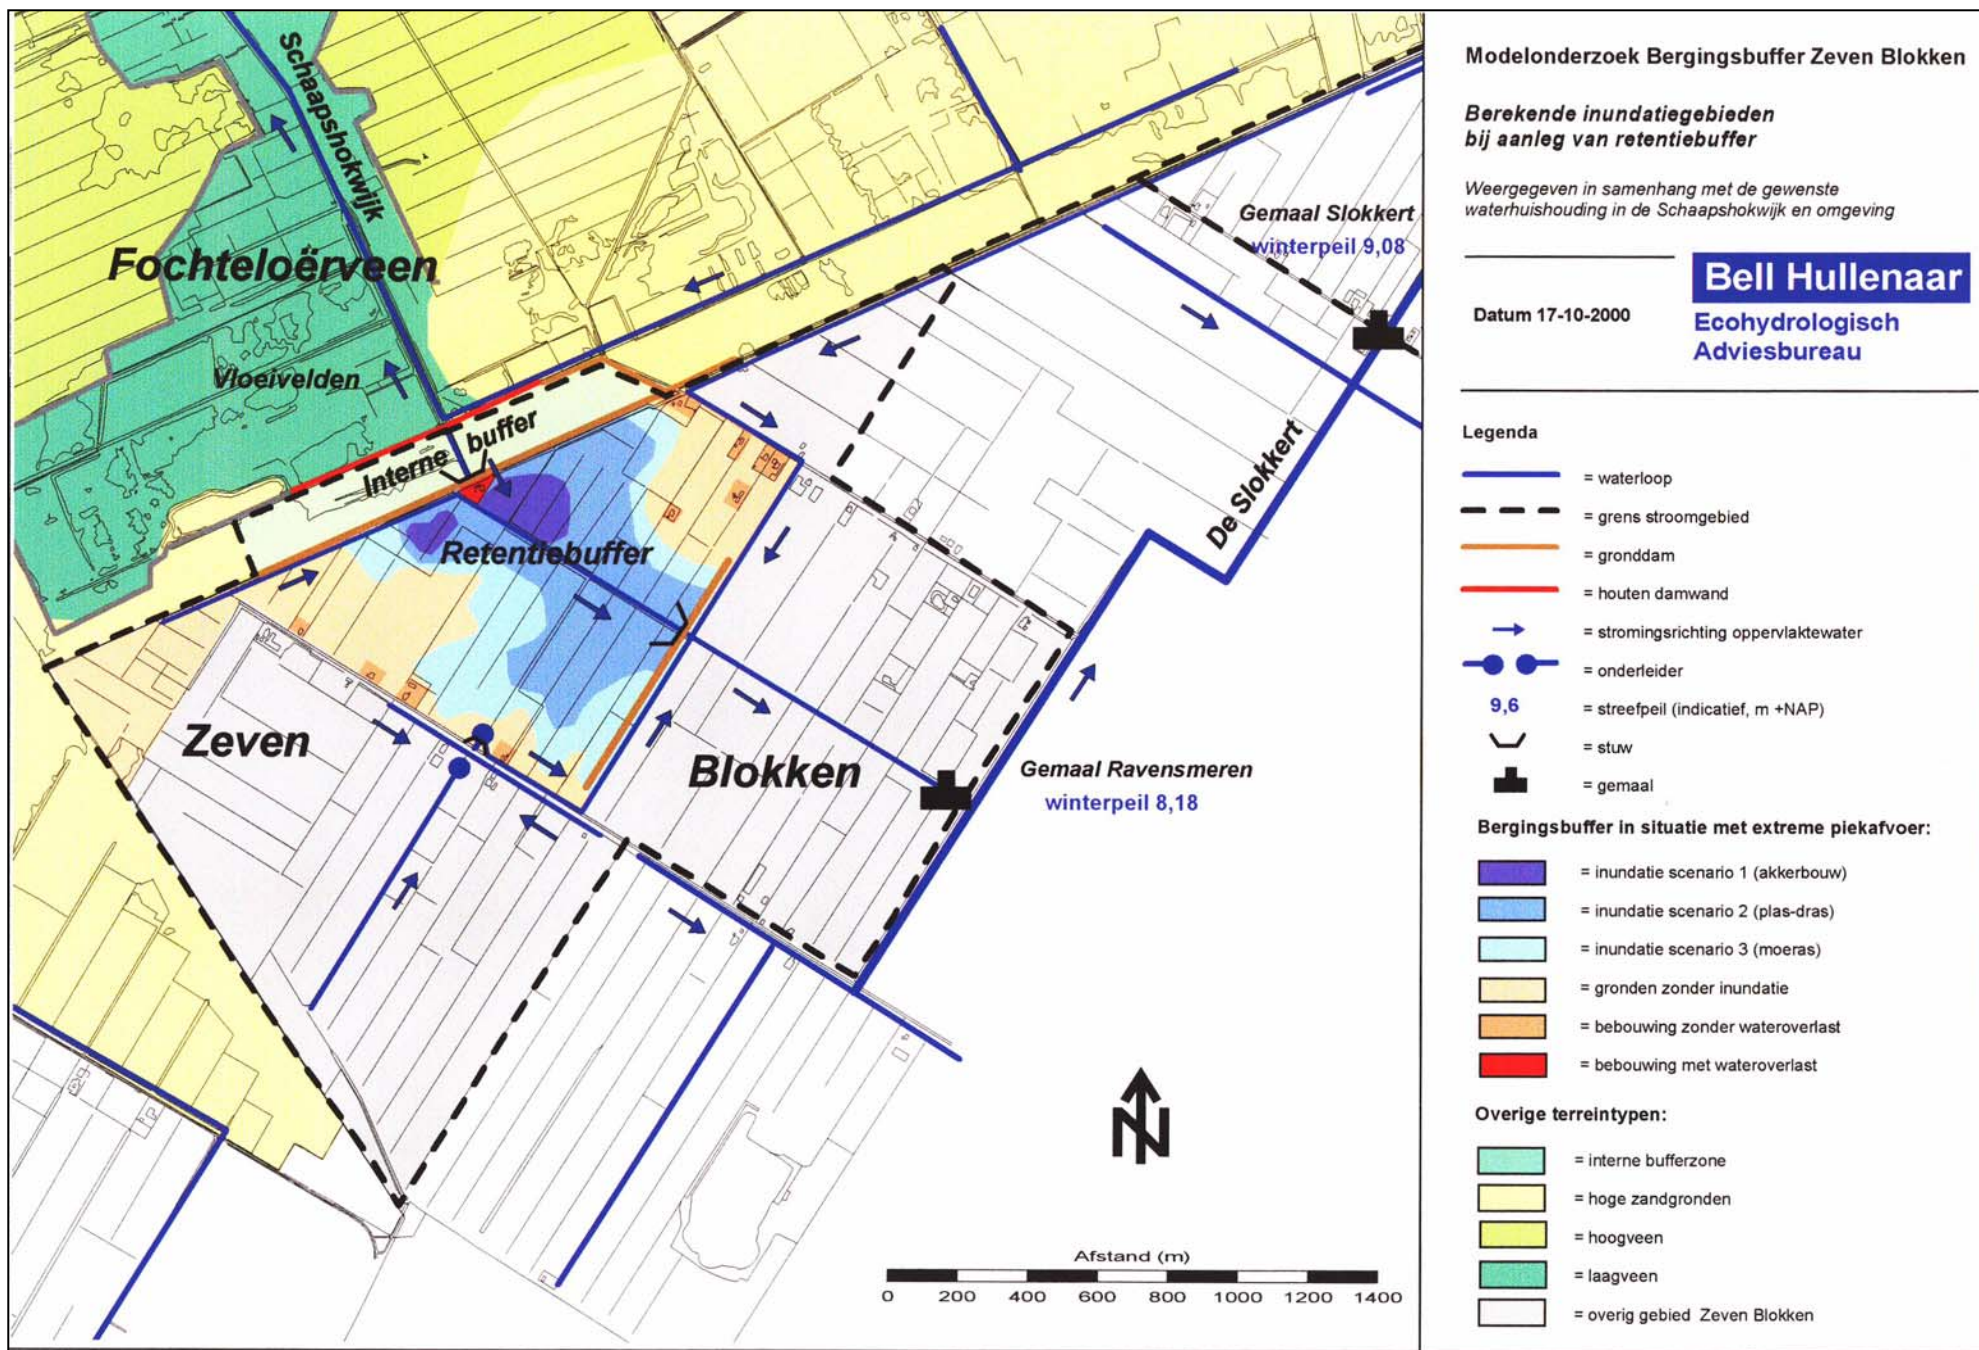 Schaapshokwijk
Fochteloërveen
Vloeivelden
Interne buffer
Retentiebuffer
Zeven
Blokken
De Slokkert
Gemaal Slokkert
winterpeil 9,08
Gemaal Ravensmeren
winterpeil 8,18
N
Afstand (m)
0 200 400 600 800 1000 1200 1400
Modelonderzoek Bergingsbuffer Zeven Blokken
Berekende inundatiegebieden
bij aanleg van retentiebuffer
Weergegeven in samenhang met de gewenste
waterhuishouding in de Schaapshokwijk en omgeving
Datum 17-10-2000
Bell Hullenaar
Ecohydrologisch
Adviesbureau
Legenda
= waterloop
= grens stroomgebied
= gronddam
= houten damwand
= stromingsrichting oppervlaktewater
= onderleider
9,6 = streefpeil (indicatief, m +NAP)
= stuw
= gemaal
Bergingsbuffer in situatie met extreme piekafvoer:
= inundatie scenario 1 (akkerbouw)
= inundatie scenario 2 (plas-dras)
= inundatie scenario 3 (moeras)
= gronden zonder inundatie
= bebouwing zonder wateroverlast
= bebouwing met wateroverlast
Overige terreintypen:
= interne bufferzone
= hoge zandgronden
= hoogveen
= laagveen
= overig gebied Zeven Blokken